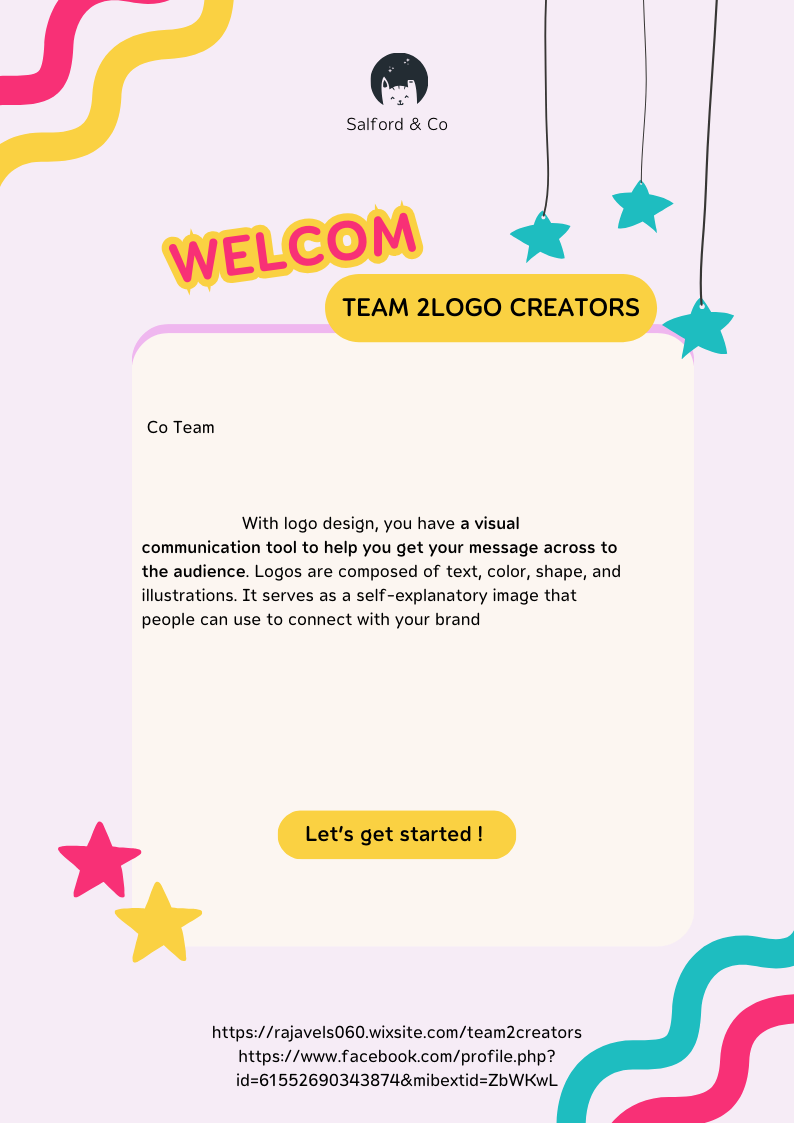 Salford & Co
WELCOM
TEAM 2LOGO CREATORS
Co Team
With logo design, you have a visual
communication tool to help you get your message across to
the audience. Logos are composed of text, color, shape, and
illustrations. It serves as a self-explanatory image that
people can use to connect with your brand
Let's get started !
https://rajavels060.wixsite.com/team2creators
https://www.facebook.com/profile.php?
id=61552690343874&mibextid=ZbWKwL